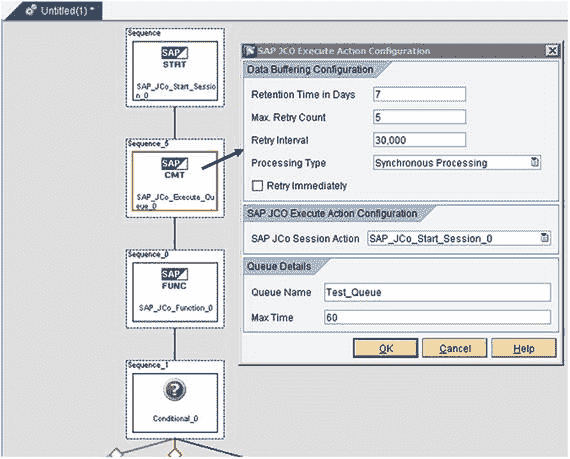 Untitled(1) *
Sequence
SAP
STRT
SAP_JCo_Start_Sessio
n_0
Sequence_5
SAP
CMT
SAP_JCo_Execute_Qu
eue_0
Sequence_0
SAP
FUNC
SAP_JCo_Function_0
Sequence_1
?
Conditional_0
SAP JCO Execute Action Configuration
Data Buffering Configuration
Retention Time in Days 7
Max. Retry Count 5
Retry Interval 30,000
Processing Type Synchronous Processing
Retry Immediately
SAP JCO Execute Action Configuration
SAP JCo Session Action SAP_JCo_Start_Session_0
Queue Details
Queue Name Test_Queue
Max Time 60
OK Cancel Help